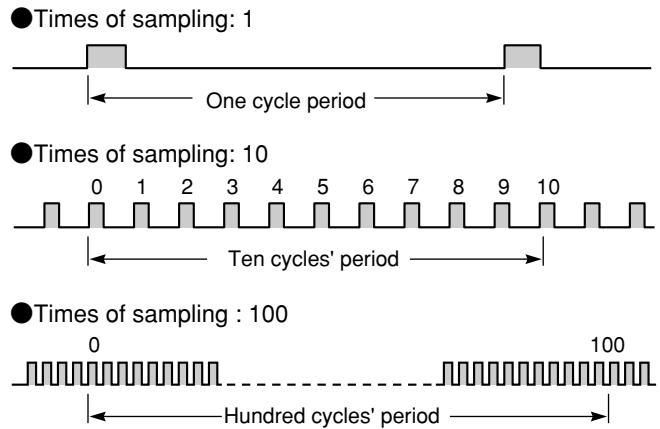 ●Times of sampling: 1
One cycle period
●Times of sampling: 10
0 1 2 3 4 5 6 7 8 9 10
Ten cycles' period
●Times of sampling : 100
0 100
Hundred cycles' period